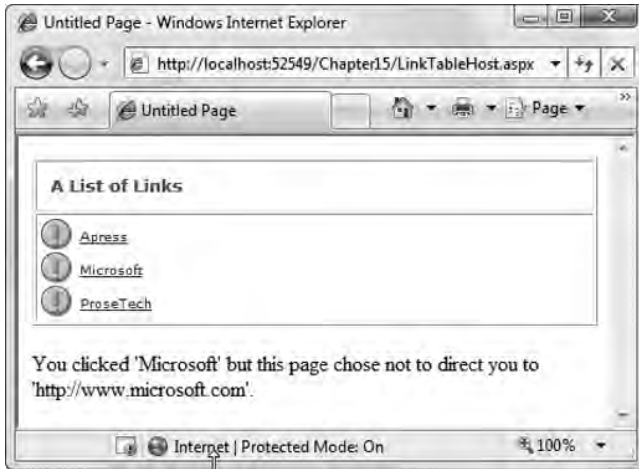 Untitled Page - Windows Internet Explorer
http://localhost:52549/Chapter15/LinkTableHost.aspx
Untitled Page
Page
A List of Links
Apress
Microsoft
ProseTech
You clicked 'Microsoft' but this page chose not to direct you to
'http://www.microsoft.com'.
Internet | Protected Mode: On
100%